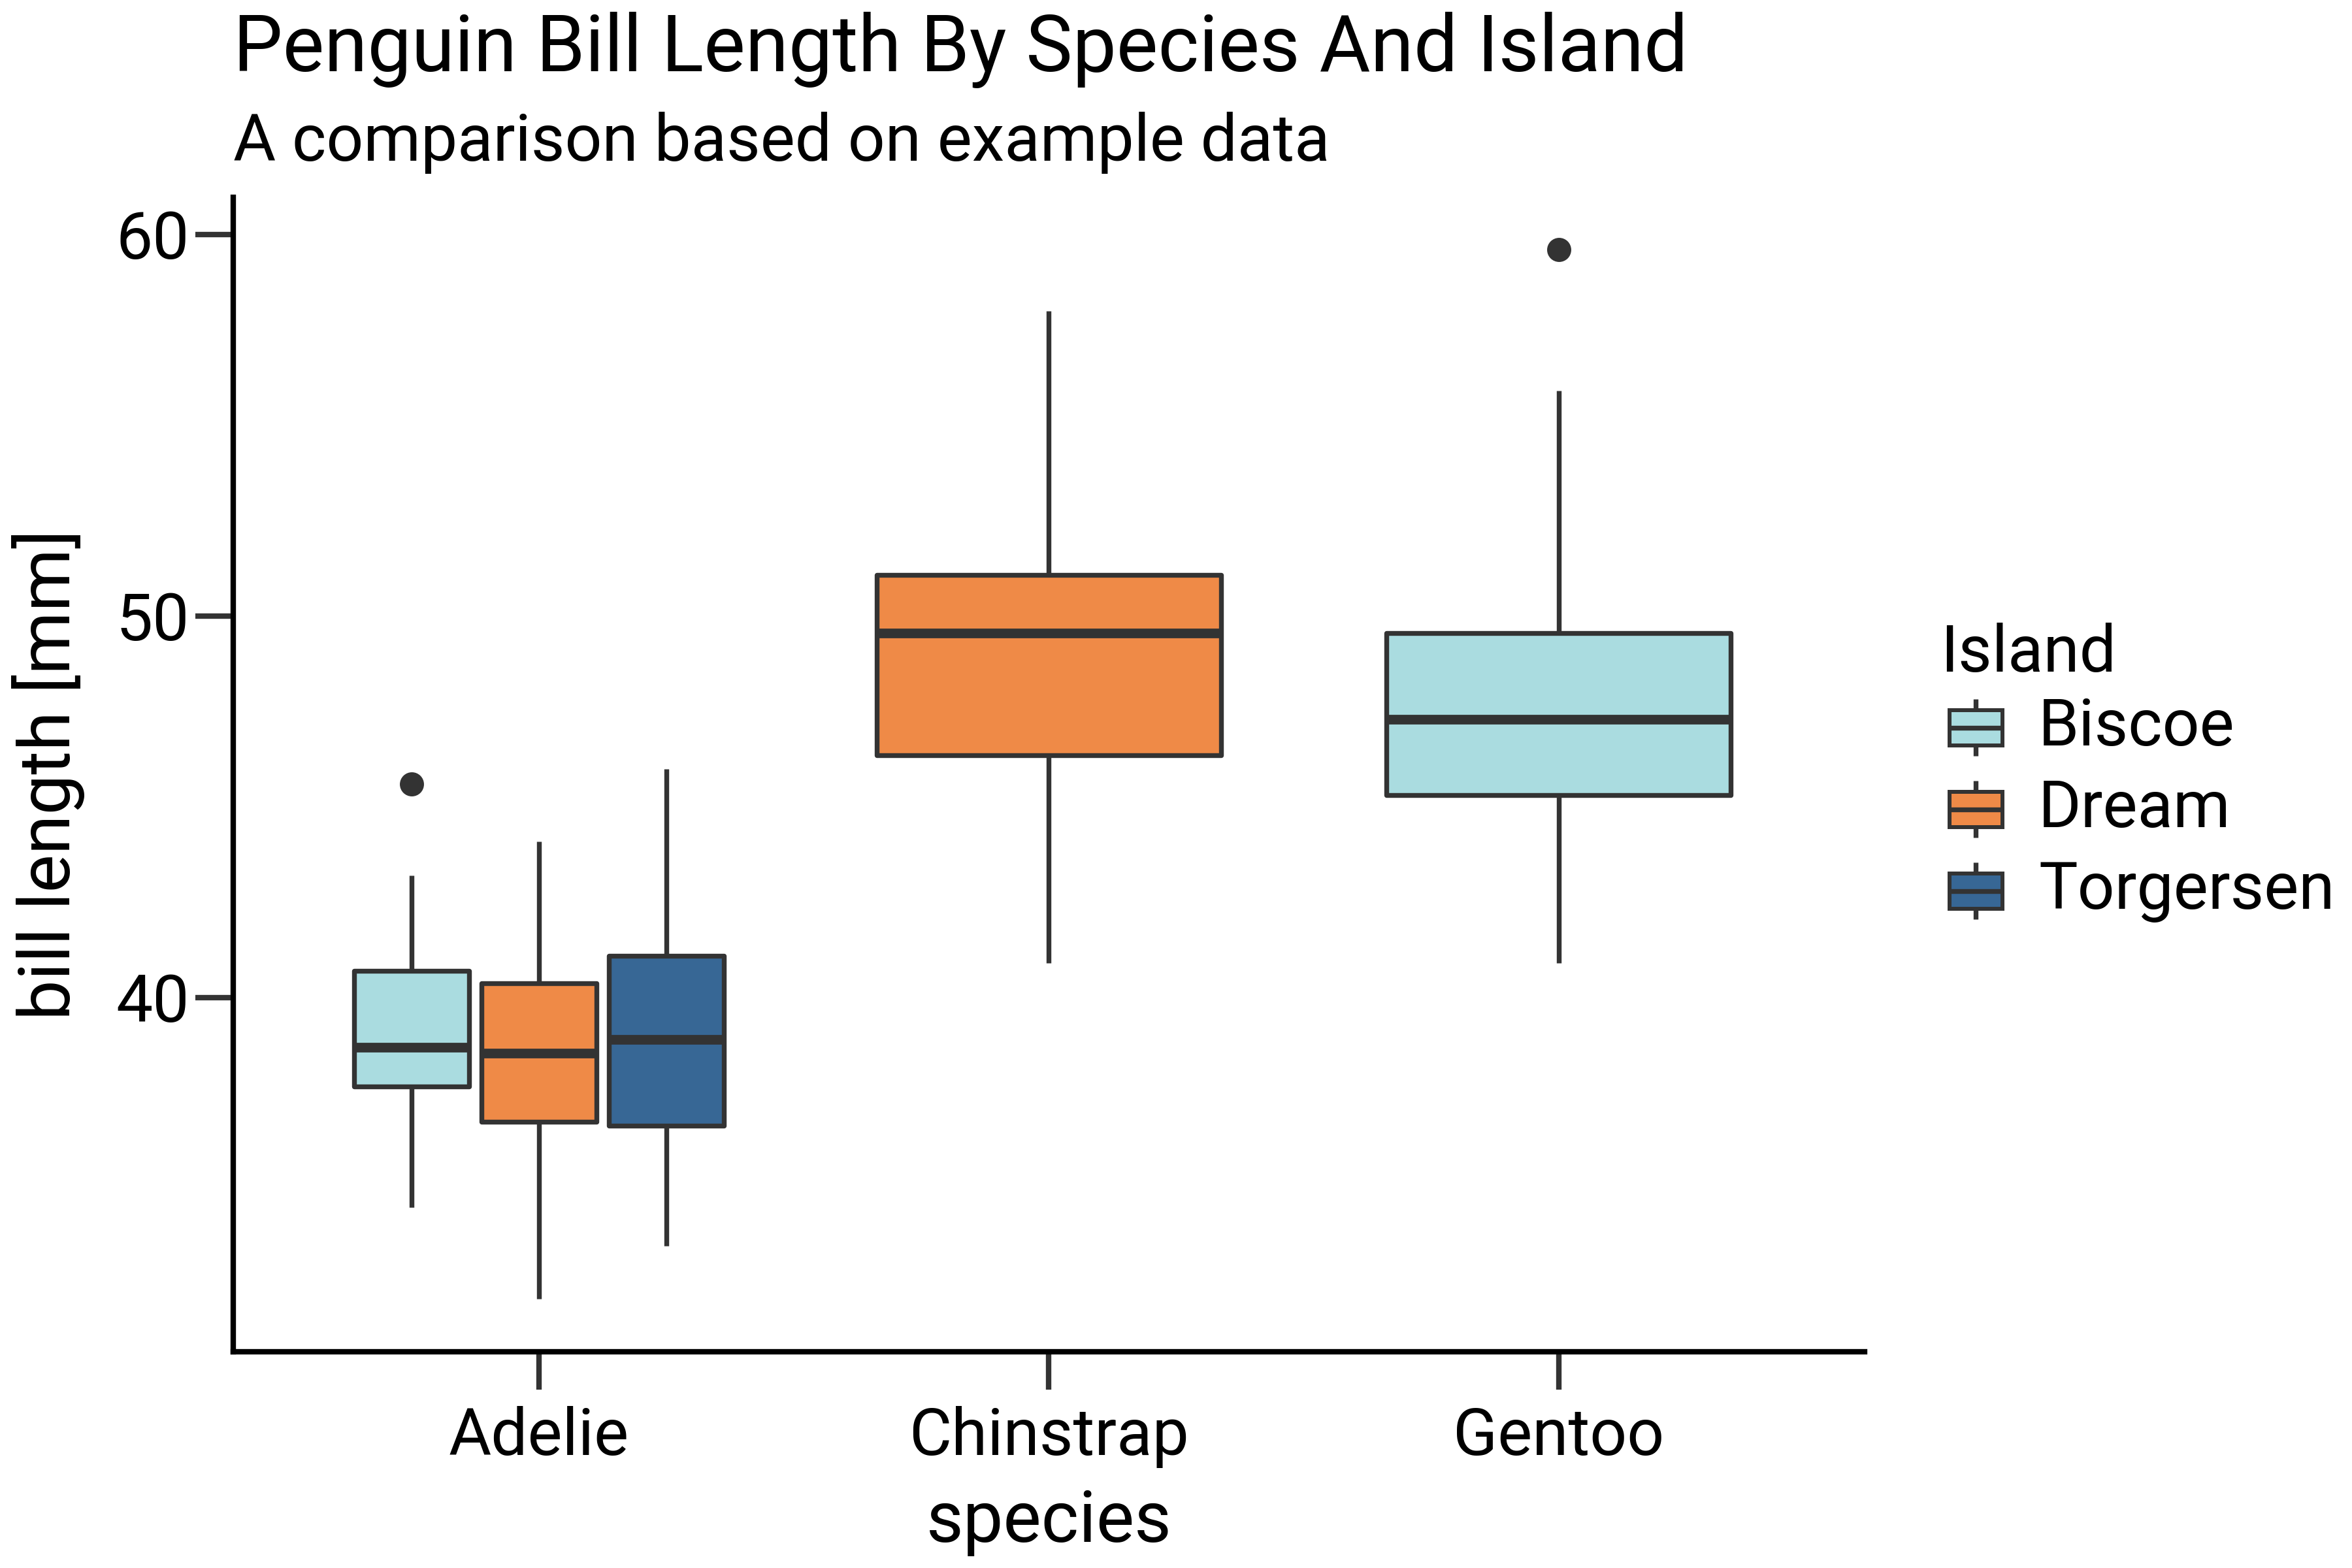 Penguin Bill Length By Species And Island
A comparison based on example data
60
50
40
bill length [mm]
Adelie
Chinstrap
Gentoo
species
Island
Biscoe
Dream
Torgersen